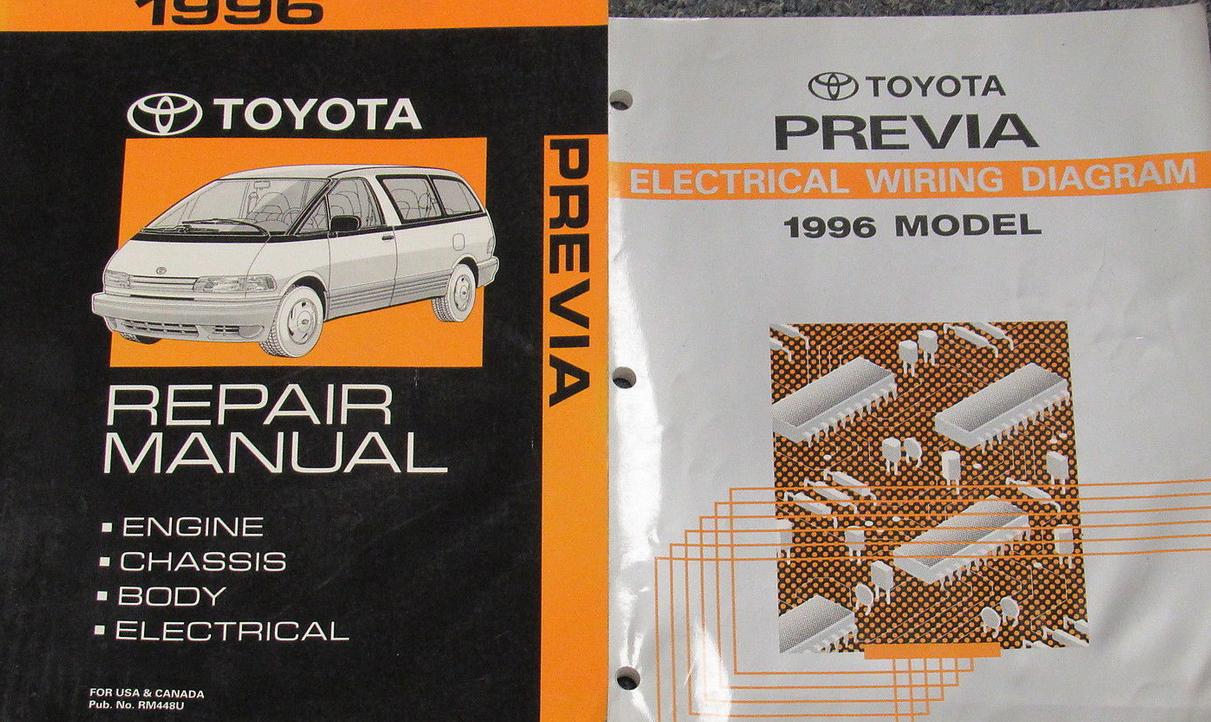 1996
TOYOTA
PREVIA
REPAIR
MANUAL
▪ ENGINE
▪ CHASSIS
▪ BODY
▪ ELECTRICAL
FOR USA & CANADA
Pub. No. RM448U
TOYOTA
PREVIA
ELECTRICAL WIRING DIAGRAM
1996 MODEL